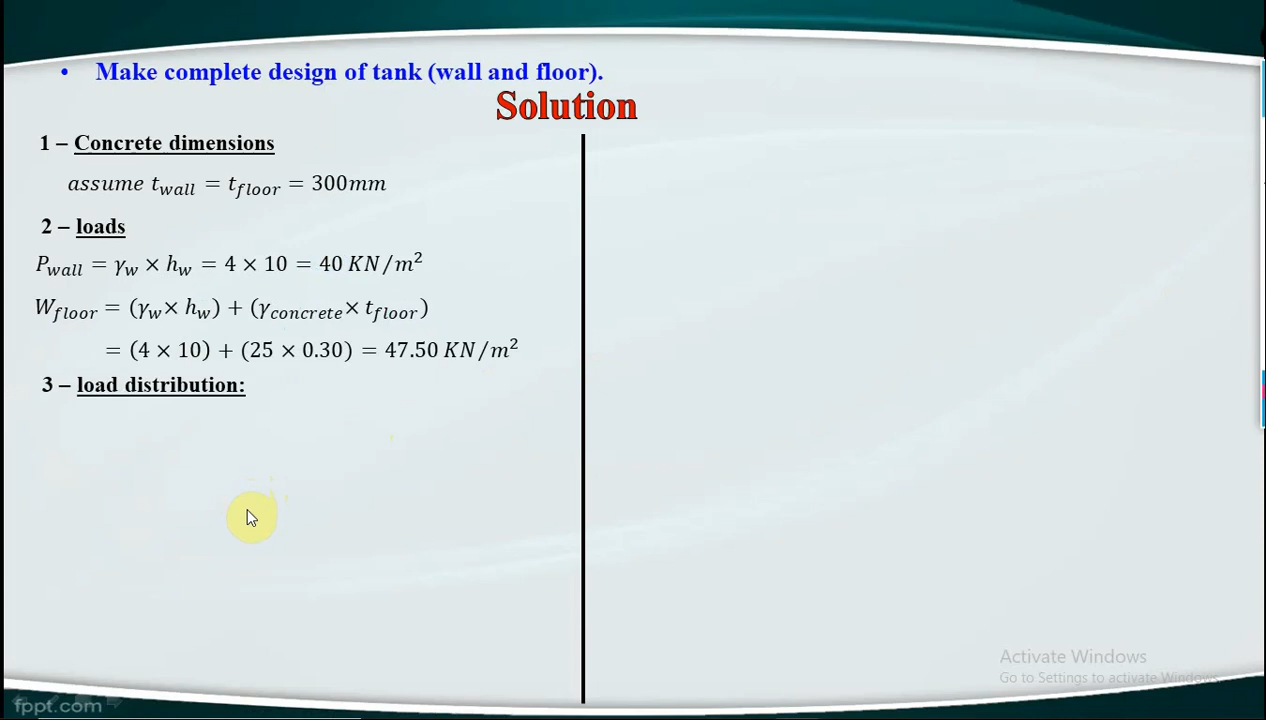 • Make complete design of tank (wall and floor).
Solution
1 – Concrete dimensions
assume t_wall = t_floor = 300mm
2 – loads
P_wall = γ_w × h_w = 4 × 10 = 40 KN/m²
W_floor = (γ_w × h_w) + (γ_concrete × t_floor)
= (4 × 10) + (25 × 0.30) = 47.50 KN/m²
3 – load distribution:
Activate Windows
Go to Settings to activate Windows.
fppt.com